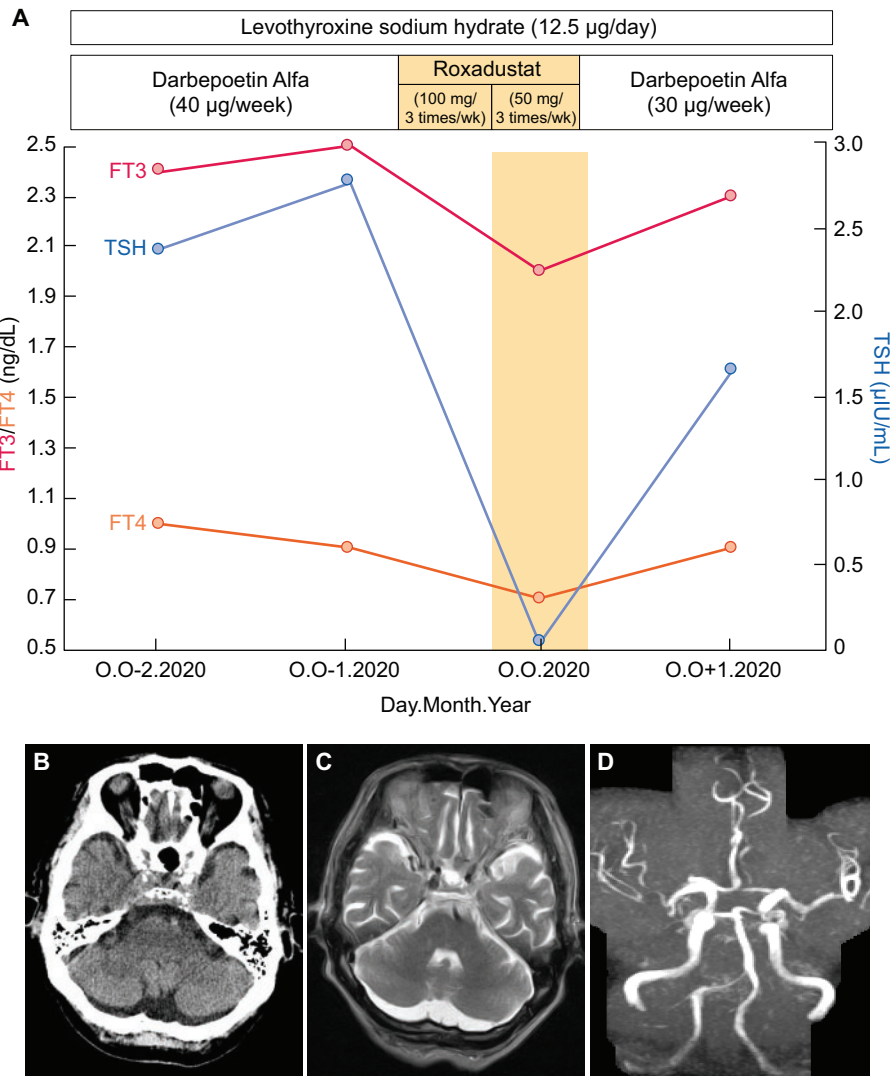 A
Levothyroxine sodium hydrate (12.5 µg/day)
Darbepoetin Alfa
(40 µg/week)
Roxadustat
(100 mg/
3 times/wk)
(50 mg/
3 times/wk)
Darbepoetin Alfa
(30 µg/week)
2.5
2.3
2.1
1.9
1.7
1.5
1.3
1.1
0.9
0.7
0.5
FT3/FT4 (ng/dL)
FT3
TSH
FT4
3.0
2.5
2.0
1.5
1.0
0.5
0
TSH (µIU/mL)
O.O-2.2020
O.O-1.2020
O.O.2020
O.O+1.2020
Day.Month.Year
B
C
D